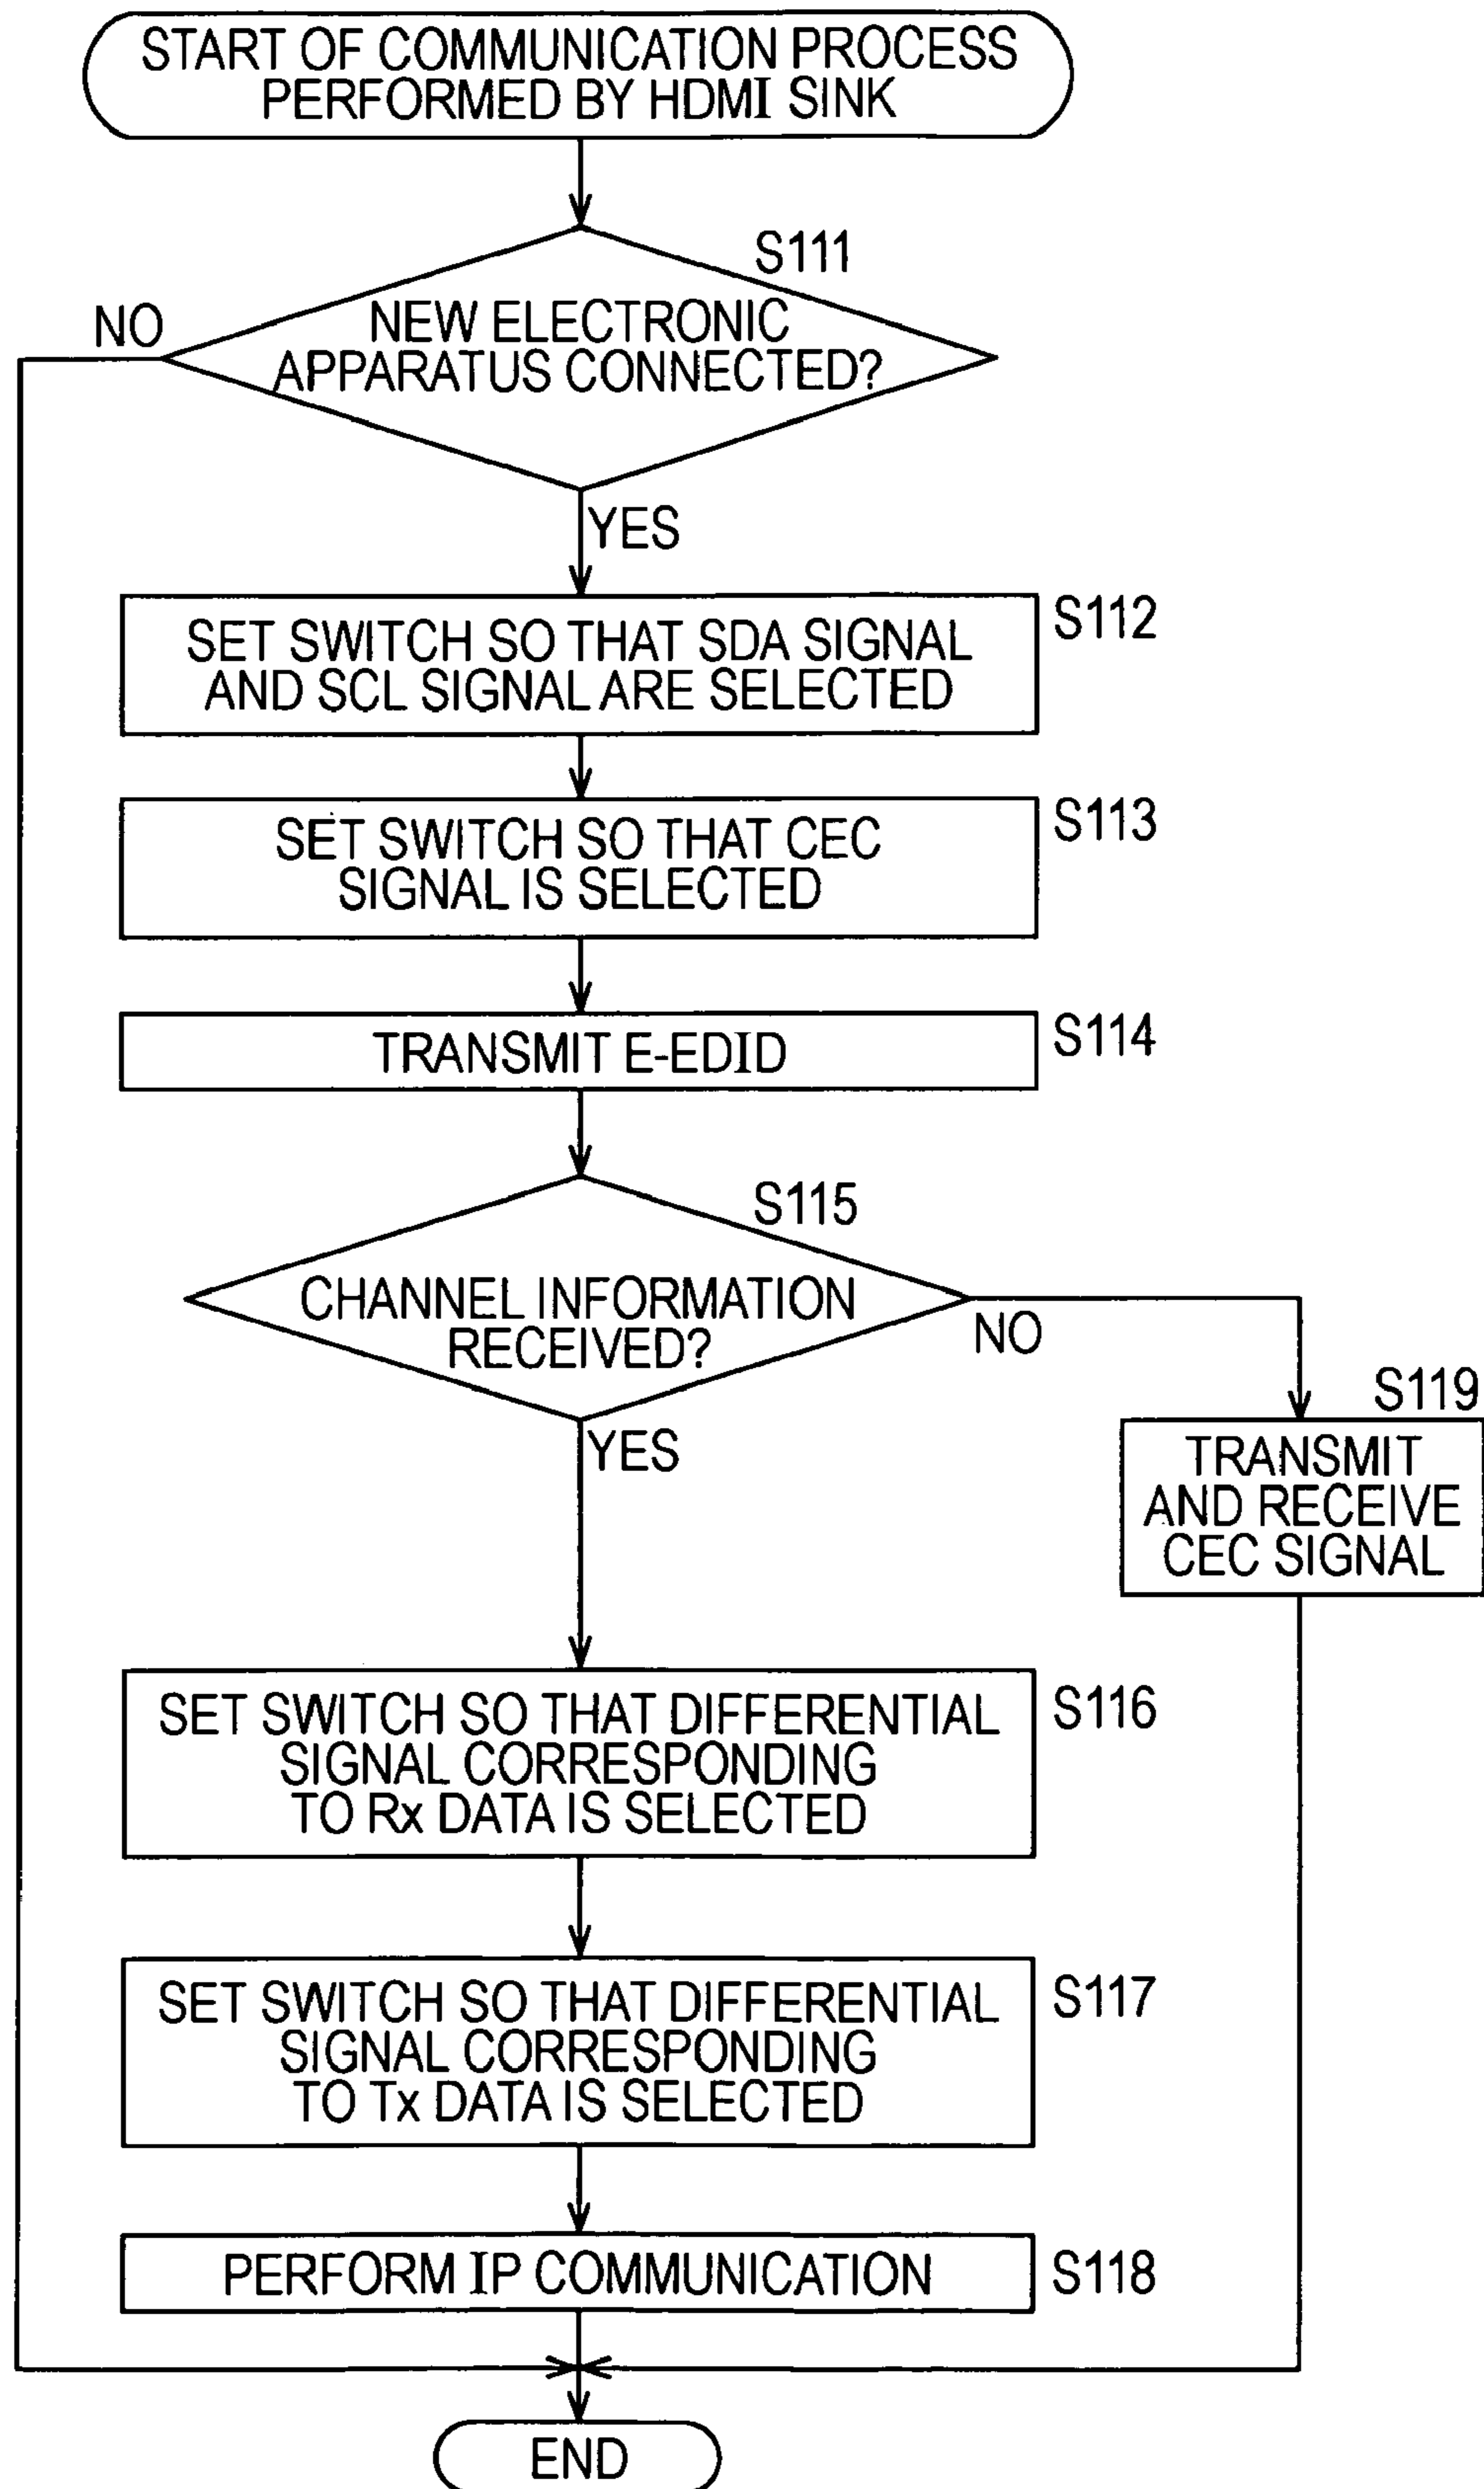 START OF COMMUNICATION PROCESS
PERFORMED BY HDMI SINK
S111
NO
NEW ELECTRONIC
APPARATUS CONNECTED?
YES
S112
SET SWITCH SO THAT SDA SIGNAL
AND SCL SIGNAL ARE SELECTED
S113
SET SWITCH SO THAT CEC
SIGNAL IS SELECTED
S114
TRANSMIT E-EDID
S115
CHANNEL INFORMATION
RECEIVED?
NO
YES
S119
TRANSMIT
AND RECEIVE
CEC SIGNAL
S116
SET SWITCH SO THAT DIFFERENTIAL
SIGNAL CORRESPONDING
TO Rx DATA IS SELECTED
S117
SET SWITCH SO THAT DIFFERENTIAL
SIGNAL CORRESPONDING
TO Tx DATA IS SELECTED
PERFORM IP COMMUNICATION
S118
END